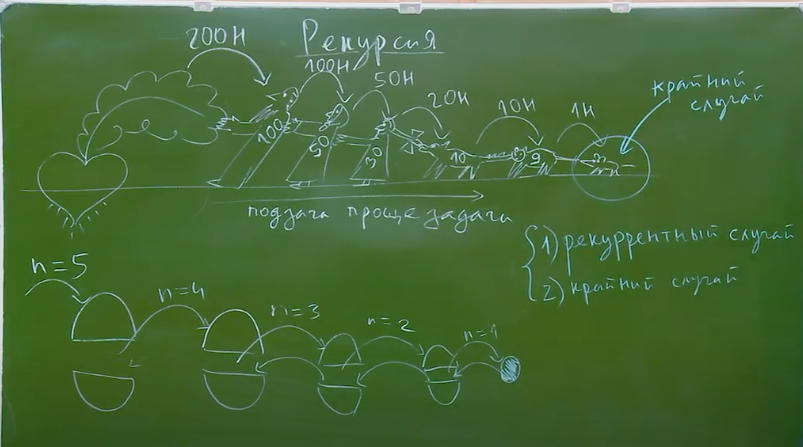 Рекурсия
200Н
100Н
50Н
20Н
10Н
1Н
крайний
случай
100
50
30
10
9
подзача проще задачи
{ 1) рекуррентный случай
2) крайний случай
n=5
n=4
n=3
n=2
n=1